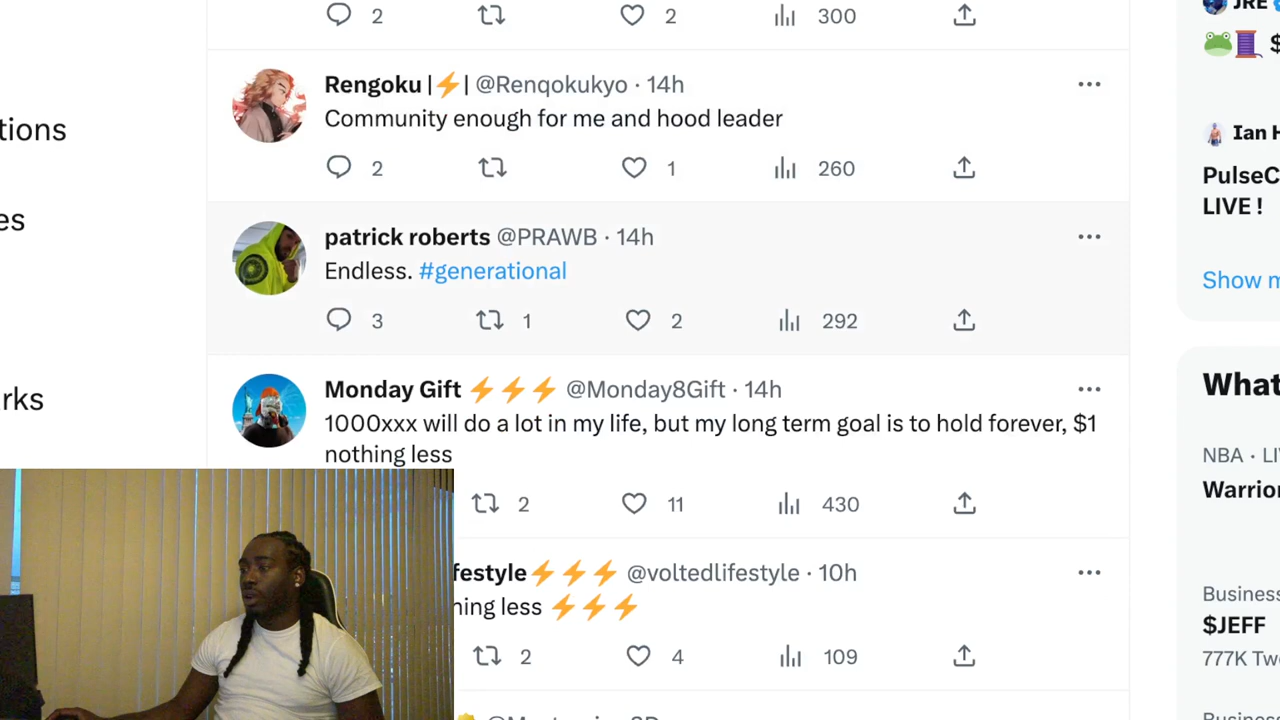 2 2 300
JRE
$
Rengoku |⚡| @Renqokukyo · 14h
Community enough for me and hood leader
2 1 260
tions
Ian H
PulseC
LIVE !
es
patrick roberts @PRAWB · 14h
Endless. #generational
3 1 2 292
Show m
Monday Gift ⚡⚡⚡ @Monday8Gift · 14h
1000xxx will do a lot in my life, but my long term goal is to hold forever, $1
nothing less
2 11 430
rks
What
NBA · LI
Warrior
festyle⚡⚡⚡ @voltedlifestyle · 10h
hing less ⚡⚡⚡
2 4 109
Business
$JEFF
777K Twe